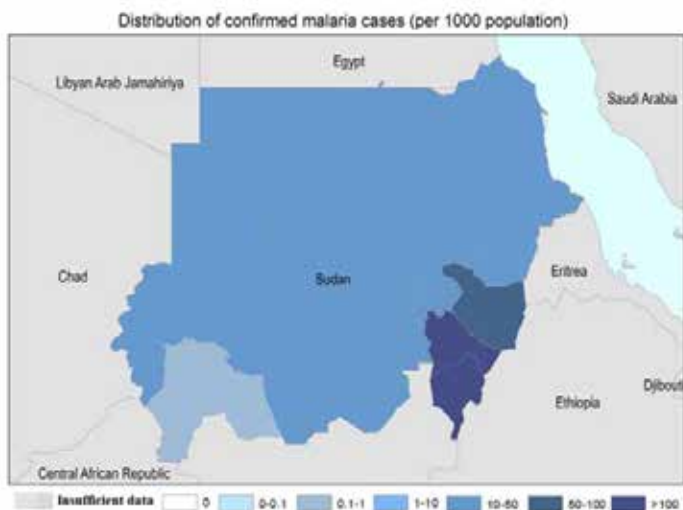 Distribution of confirmed malaria cases (per 1000 population)
Egypt
Libyan Arab Jamahiriya
Saudi Arabia
Chad
Sudan
Eritrea
Djibouti
Ethiopia
Central African Republic
Insufficient data 0 0-0.1 0.1-1 1-10 10-50 50-100 >100